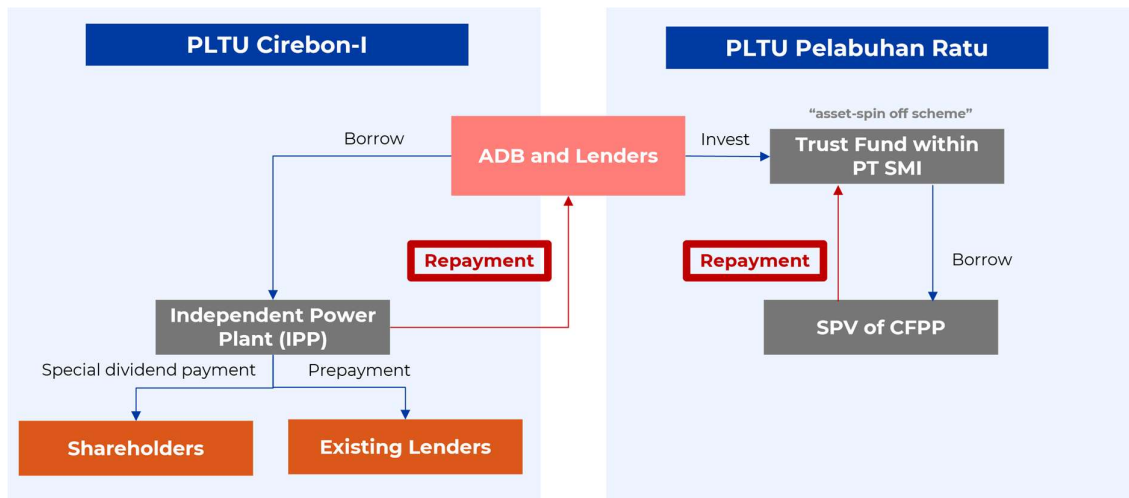 PLTU Cirebon-I
PLTU Pelabuhan Ratu
“asset-spin off scheme”
Borrow
ADB and Lenders
Invest
Trust Fund within
PT SMI
Repayment
Repayment
Borrow
Independent Power
Plant (IPP)
SPV of CFPP
Special dividend payment
Prepayment
Shareholders
Existing Lenders